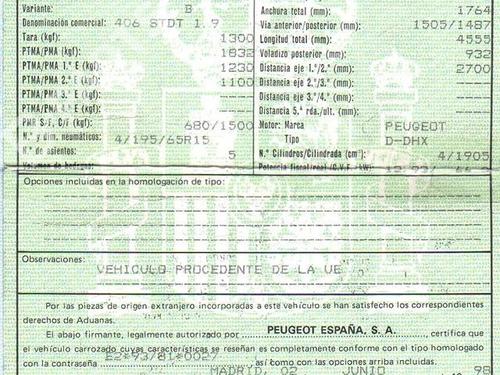 Variante: B
Denominación comercial: 406 STDT 1.9
Tara (kgf): 1300
PTMA/PMA (kgf): 1832
PTMA/PMA 1.º E (kgf): 1230
PTMA/PMA 2.º E (kgf): 1100
PTMA/PMA 3.º E (kgf):
PTMA/PMA 4.º E (kgf):
PMR S/F, C/F (kgf): 680/1500
N.º y dim. neumáticos: 4/195/65R15
N.º de asientos: 5
Volumen de bodegas:
Anchura total (mm): 1764
Vía anterior/posterior (mm): 1505/1487
Longitud total (mm): 4555
Voladizo posterior (mm): 932
Distancia eje 1.º/2.º (mm): 2700
Distancia eje 2.º/3.º (mm):
Distancia eje 3.º/4.º (mm):
Distancia 5.ª rda./ult. (mm):
Motor: Marca PEUGEOT
Tipo D-DHX
N.º Cilindros/Cilindrada (cm³): 4/1905
Potencia fiscal/real (C.V.F./kW):
Opciones incluidas en la homologación de tipo:
Observaciones:
VEHICULO PROCEDENTE DE LA UE
Por las piezas de origen extranjero incorporadas a este vehículo se han satisfecho los correspondientes
derechos de Aduanas.
El abajo firmante, legalmente autorizado por PEUGEOT ESPAÑA, S. A. certifica que
el vehículo carrozado cuyas características se reseñan es completamente conforme con el tipo homologado
con la contraseña E2*93/81*0027 así como con las opciones arriba incluidas.
MADRID, 02 JUNIO 98